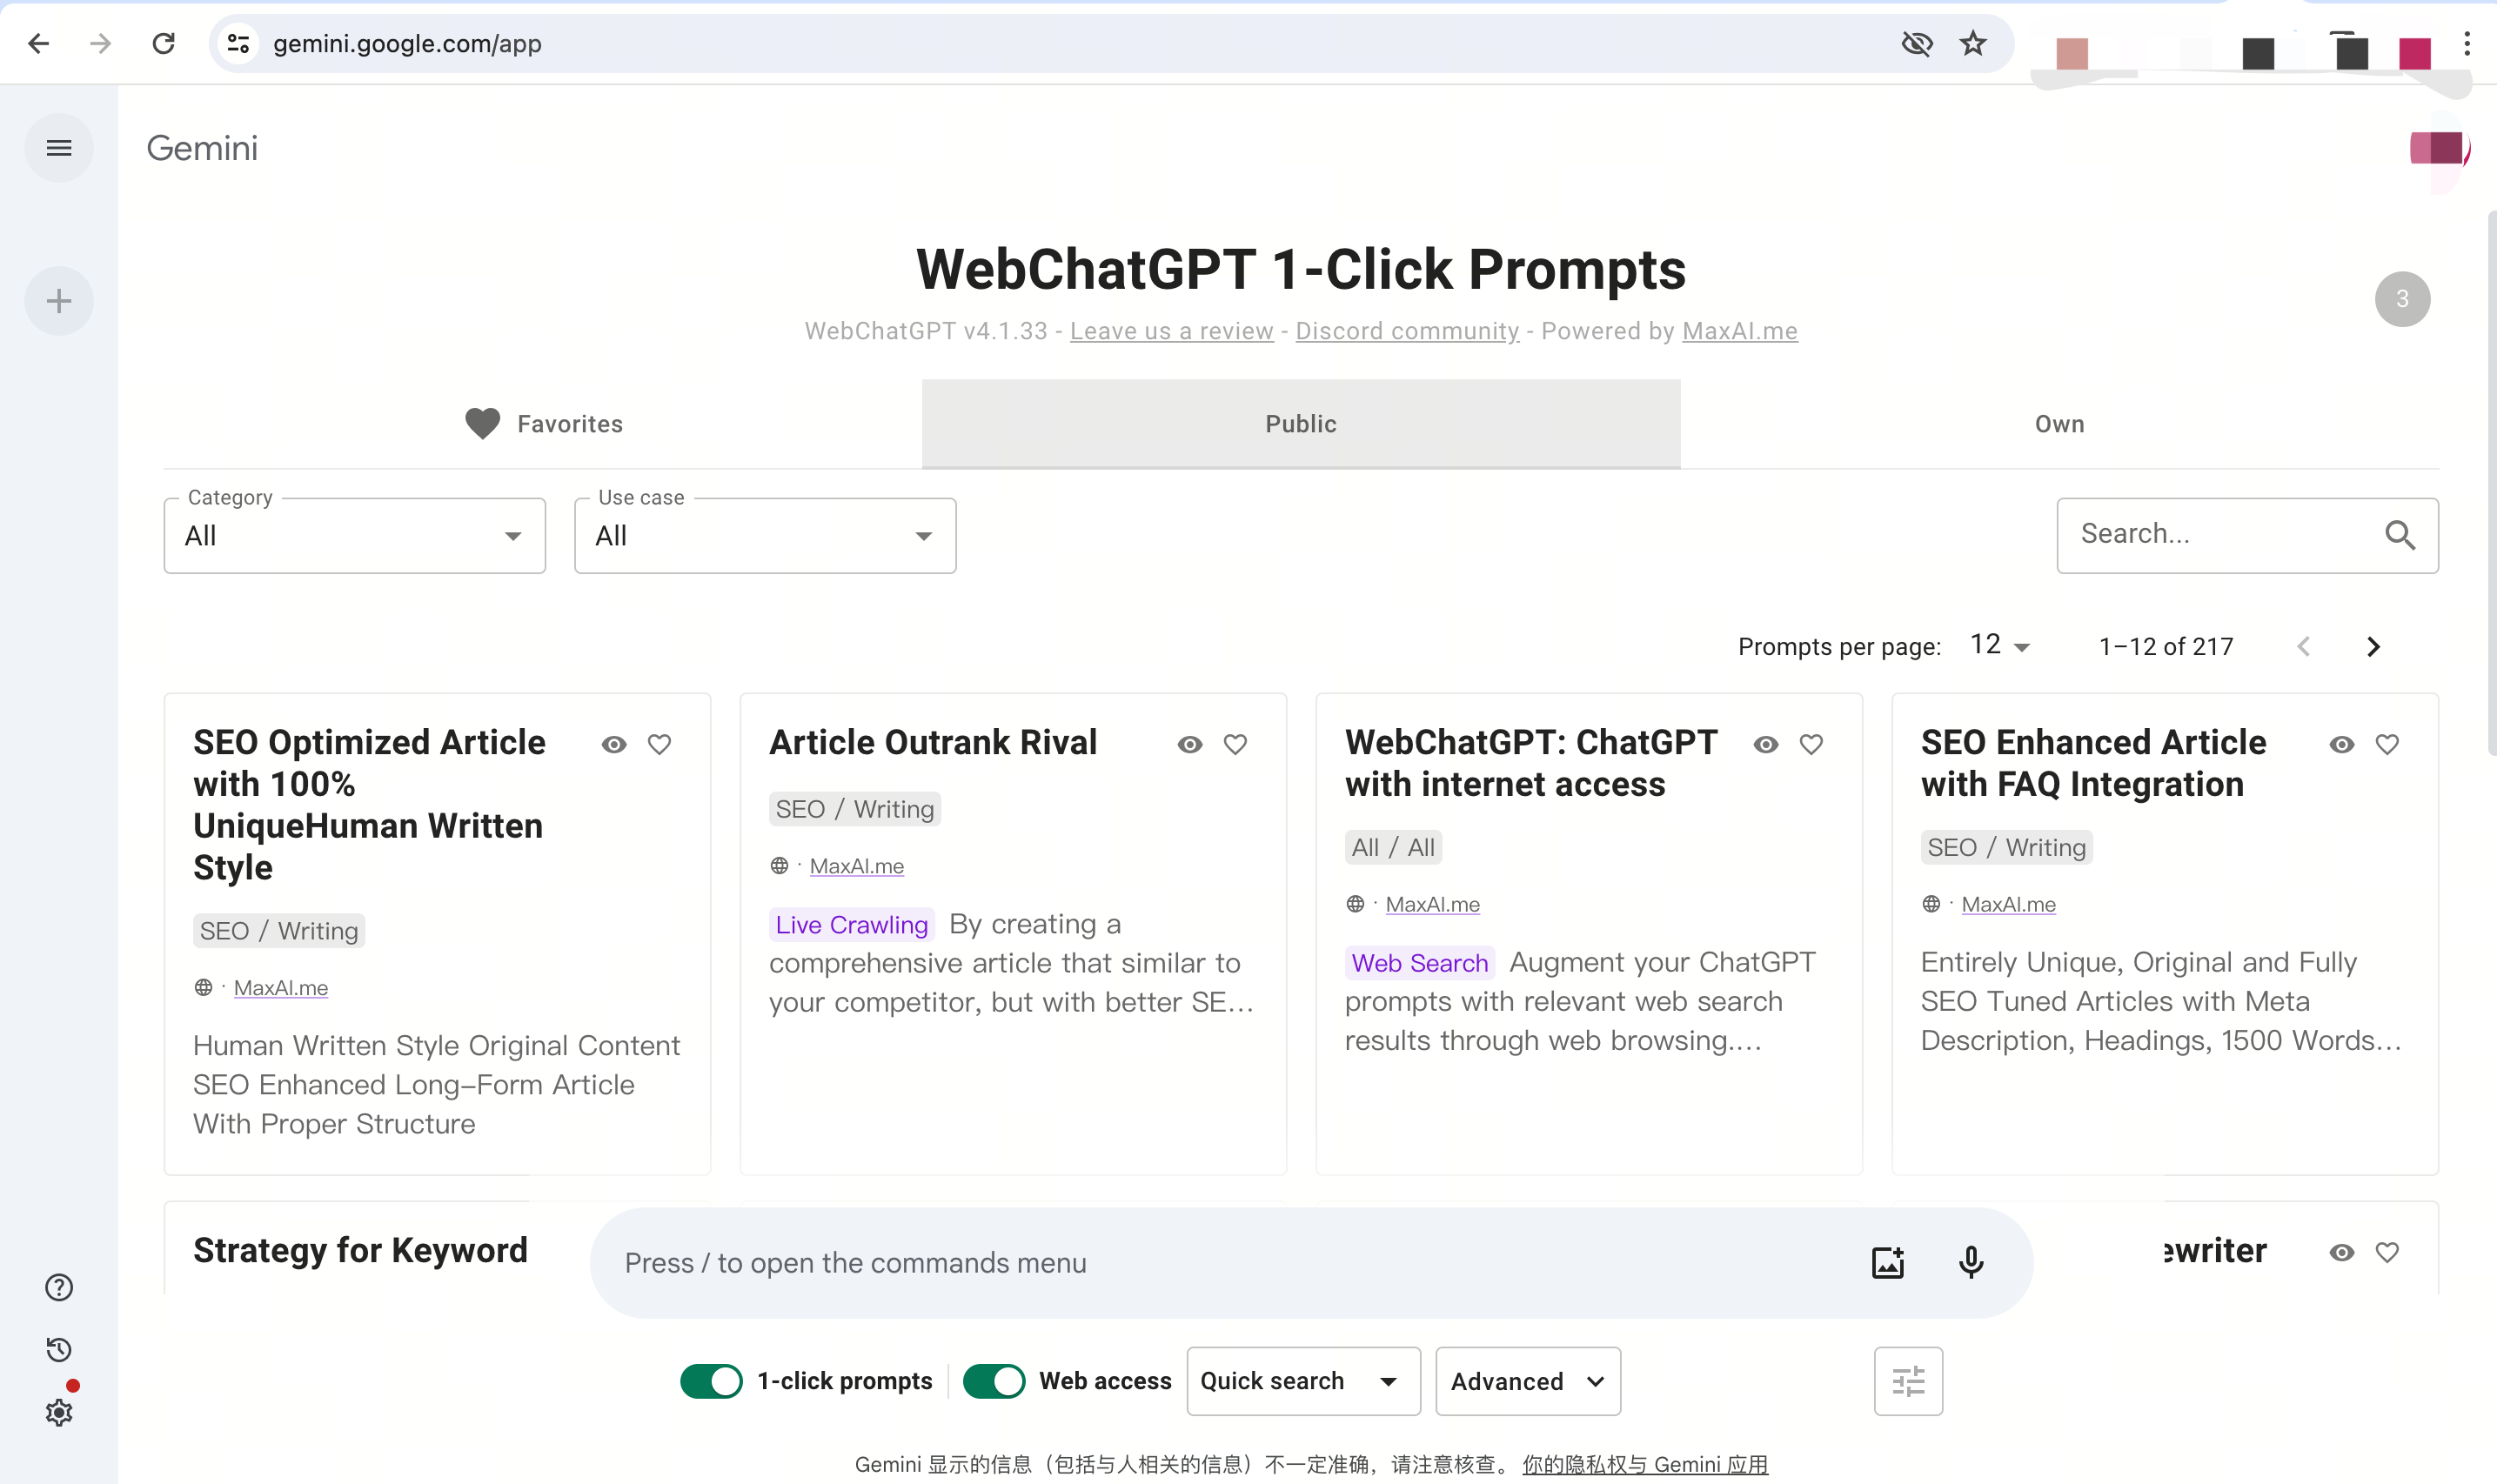 gemini.google.com/app
Gemini
WebChatGPT 1-Click Prompts
3
WebChatGPT v4.1.33 - Leave us a review - Discord community - Powered by MaxAI.me
Favorites
Public
Own
Category
All
Use case
All
Search...
Prompts per page: 12
1–12 of 217
SEO Optimized Article
with 100%
UniqueHuman Written
Style
SEO / Writing
· MaxAI.me
Human Written Style Original Content
SEO Enhanced Long–Form Article
With Proper Structure
Article Outrank Rival
SEO / Writing
· MaxAI.me
Live Crawling By creating a
comprehensive article that similar to
your competitor, but with better SE...
WebChatGPT: ChatGPT
with internet access
All / All
· MaxAI.me
Web Search Augment your ChatGPT
prompts with relevant web search
results through web browsing....
SEO Enhanced Article
with FAQ Integration
SEO / Writing
· MaxAI.me
Entirely Unique, Original and Fully
SEO Tuned Articles with Meta
Description, Headings, 1500 Words...
Strategy for Keyword
ewriter
Press / to open the commands menu
1-click prompts
Web access
Quick search
Advanced
Gemini 显示的信息（包括与人相关的信息）不一定准确，请注意核查。 你的隐私权与 Gemini 应用